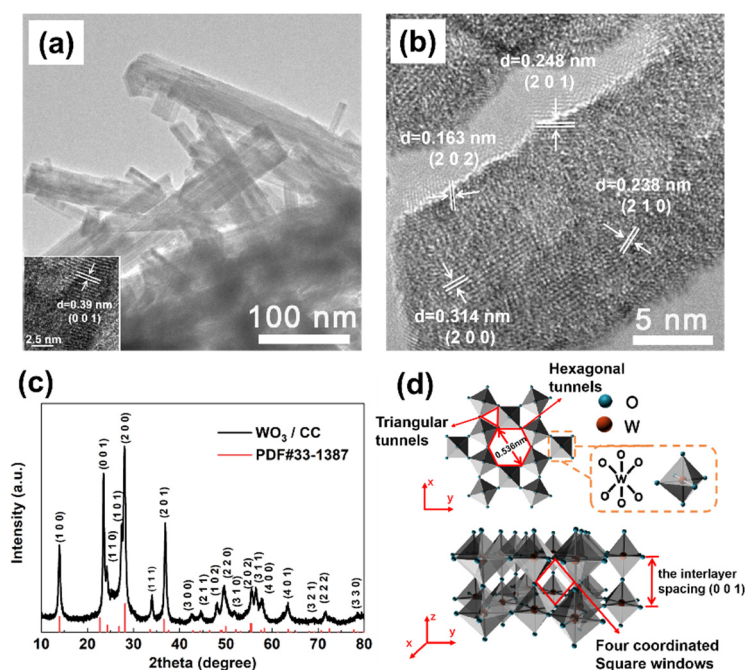 (a)
d=0.39 nm
(0 0 1)
2.5 nm
100 nm
(b)
d=0.248 nm
(2 0 1)
d=0.163 nm
(2 0 2)
d=0.238 nm
(2 1 0)
d=0.314 nm
(2 0 0)
5 nm
(c)
Intensity (a.u.)
WO₃ / CC
PDF#33-1387
(1 0 0)
(0 0 1)
(1 1 0)
(1 0 1)
(2 0 0)
(1 1 1)
(2 0 1)
(3 0 0)
(2 1 1)
(1 0 2)
(2 2 0)
(3 1 0)
(2 0 2)
(3 1 1)
(4 0 0)
(4 0 1)
(3 2 1)
(2 2 2)
(3 3 0)
10 20 30 40 50 60 70 80
2theta (degree)
(d)
Hexagonal
tunnels
Triangular
tunnels
0.536nm
O
W
O O
O W O
O O
x
y
z
x
y
the interlayer
spacing (0 0 1)
Four coordinated
Square windows